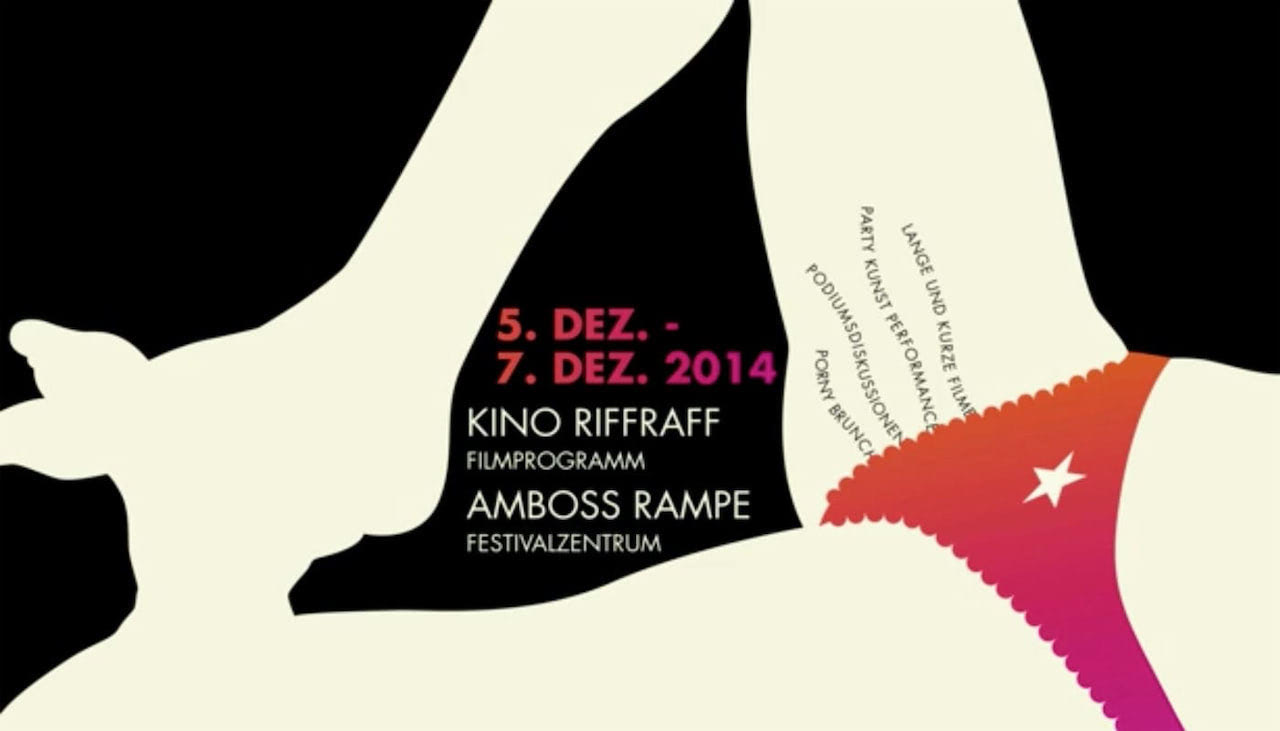 5. DEZ. -
7. DEZ. 2014
KINO RIFFRAFF
FILMPROGRAMM
AMBOSS RAMPE
FESTIVALZENTRUM
LANGE UND KURZE FILME
PARTY KUNST PERFORMANCE
PODIUMSDISKUSSIONEN
PORNY BRUNCH